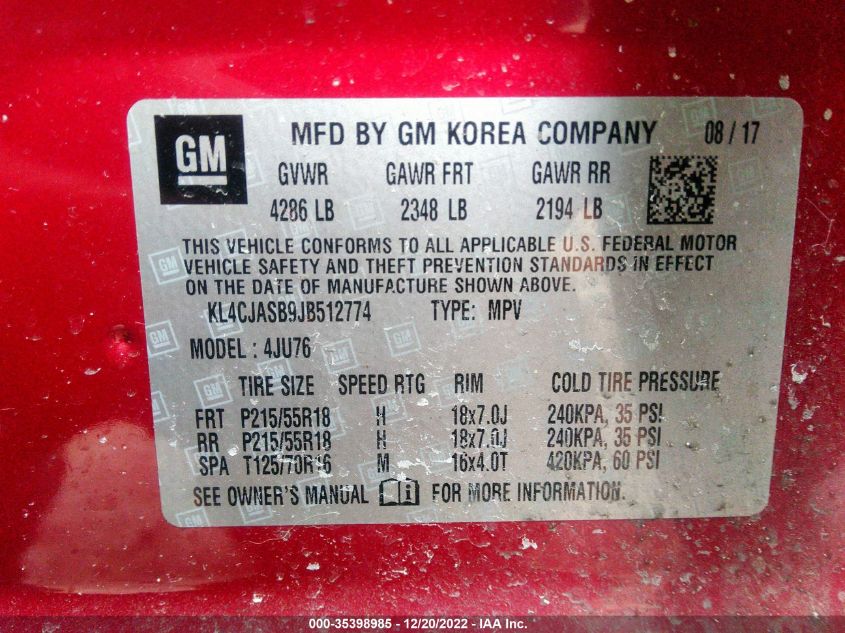 GM MFD BY GM KOREA COMPANY 08 / 17
GVWR GAWR FRT GAWR RR
4286 LB 2348 LB 2194 LB
THIS VEHICLE CONFORMS TO ALL APPLICABLE U.S. FEDERAL MOTOR
VEHICLE SAFETY AND THEFT PREVENTION STANDARDS IN EFFECT
ON THE DATE OF MANUFACTURE SHOWN ABOVE.
KL4CJASB9JB512774 TYPE: MPV
MODEL : 4JU76
TIRE SIZE SPEED RTG RIM COLD TIRE PRESSURE
FRT P215/55R18 H 18x7.0J 240KPA, 35 PSI
RR P215/55R18 H 18x7.0J 240KPA, 35 PSI
SPA T125/70R16 M 16x4.0T 420KPA, 60 PSI
SEE OWNER'S MANUAL FOR MORE INFORMATION.
000-35398985 - 12/20/2022 - IAA Inc.